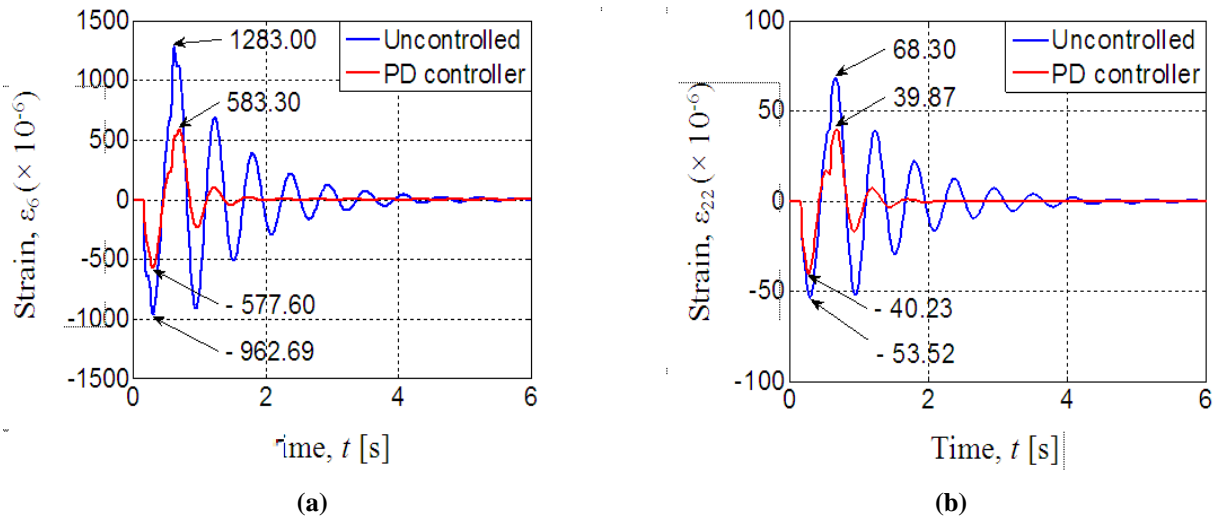 1500
1000
500
0
-500
-1000
-1500
Strain, ε6 (× 10-6)
1283.00
583.30
- 577.60
- 962.69
Uncontrolled
PD controller
0 2 4 6
Time, t [s]
(a)
100
50
0
-50
-100
Strain, ε22 (× 10-6)
68.30
39.87
- 40.23
- 53.52
Uncontrolled
PD controller
0 2 4 6
Time, t [s]
(b)